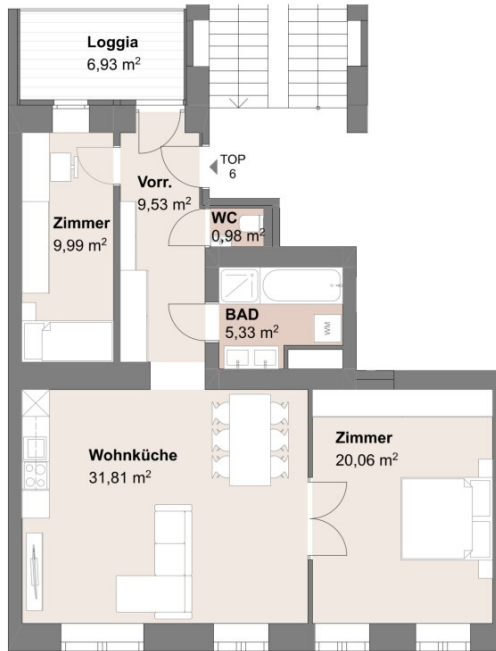 Loggia
6,93 m²
TOP
6
Vorr.
9,53 m²
Zimmer
9,99 m²
WC
0,98 m²
BAD
5,33 m²
WM
Wohnküche
31,81 m²
Zimmer
20,06 m²